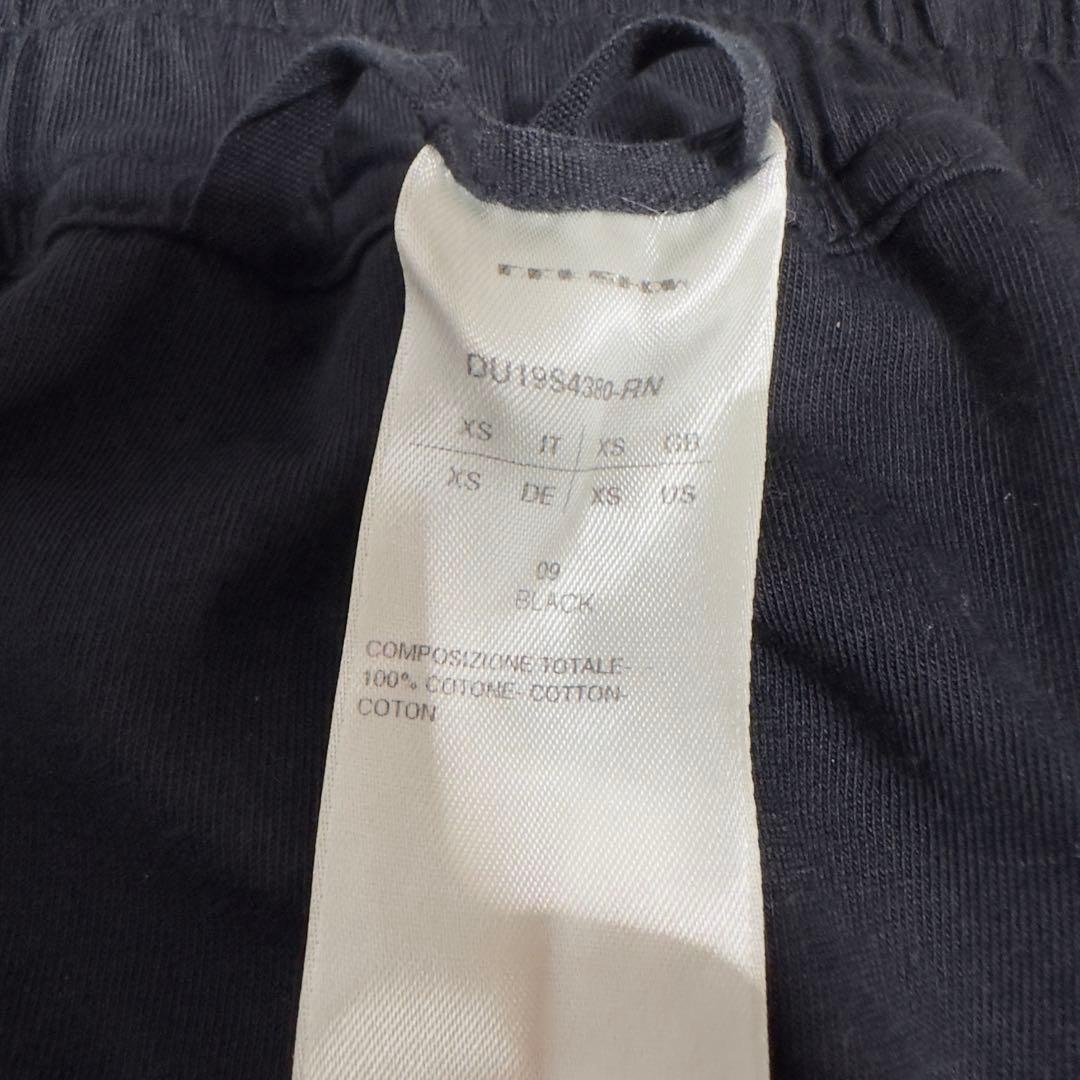 DU19S4380-RN
XS IT / XS GB
XS DE / XS US
09
BLACK
COMPOSIZIONE TOTALE-
100% COTONE- COTTON-
COTON